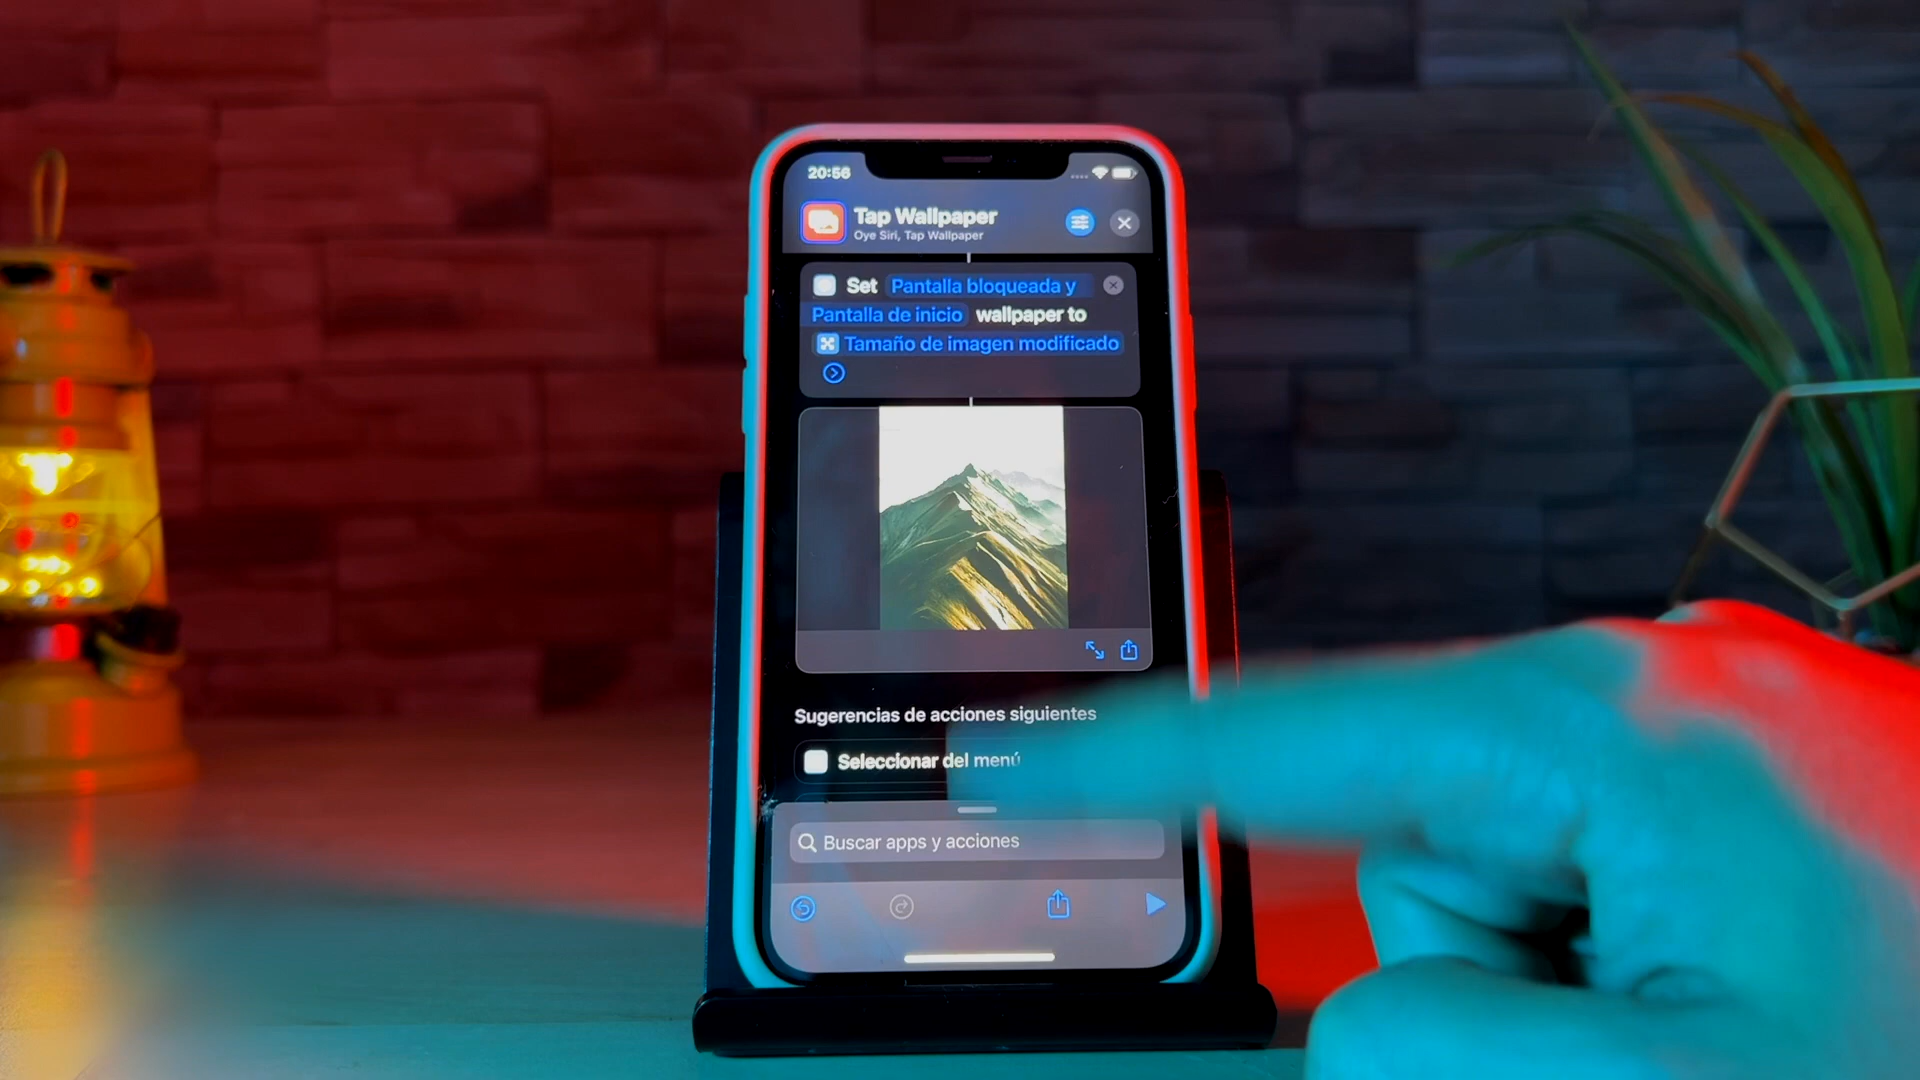 20:56
Tap Wallpaper
Oye Siri, Tap Wallpaper
Set Pantalla bloqueada y
Pantalla de inicio wallpaper to
Tamaño de imagen modificado
Sugerencias de acciones siguientes
Seleccionar del menú
Buscar apps y acciones